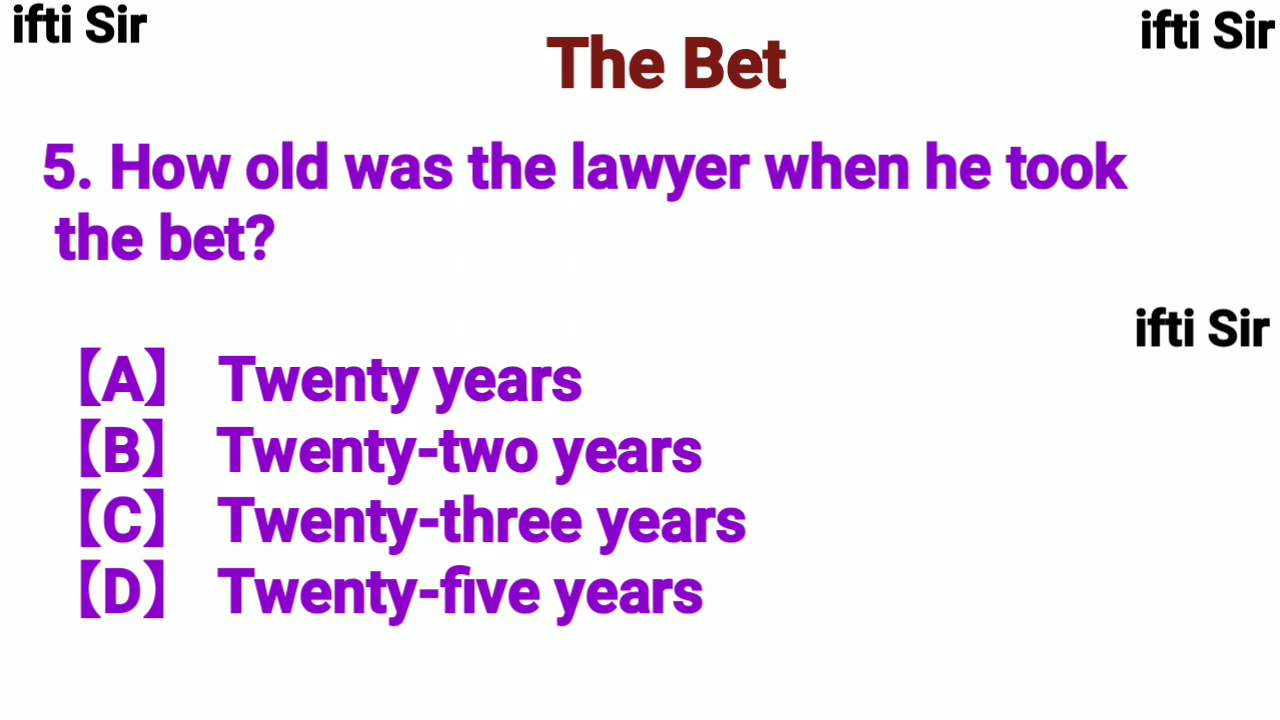 ifti Sir
ifti Sir
The Bet
5. How old was the lawyer when he took
the bet?
ifti Sir
【A】 Twenty years
【B】 Twenty-two years
【C】 Twenty-three years
【D】 Twenty-five years